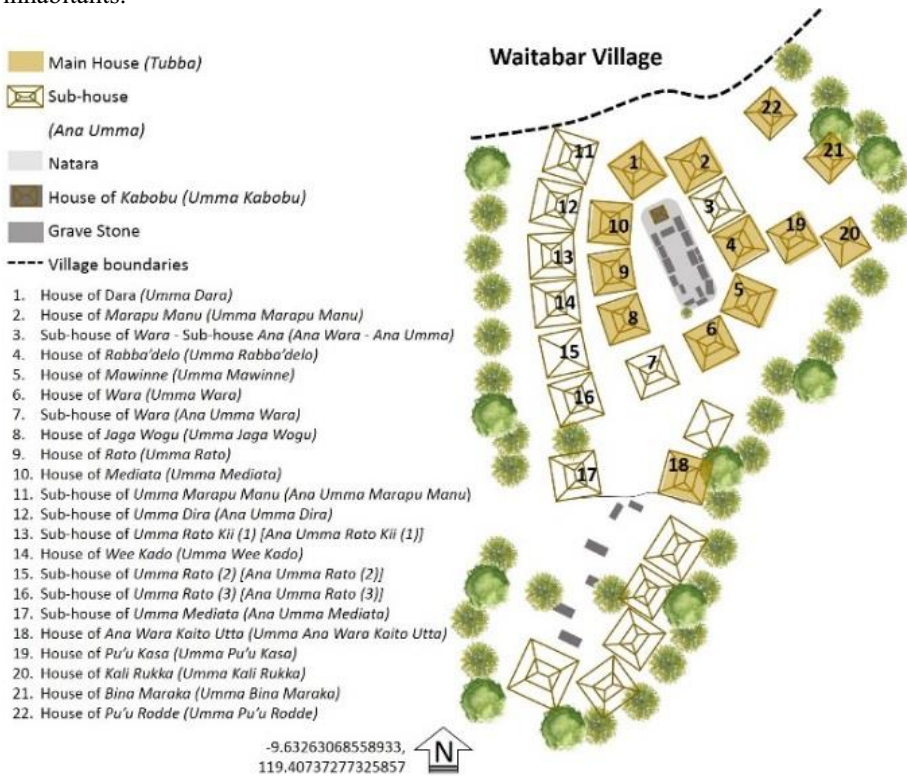 inhabitants.
Waitabar Village
Main House (Tubba)
Sub-house
(Ana Umma)
Natara
House of Kabobu (Umma Kabobu)
Grave Stone
Village boundaries
1. House of Dara (Umma Dara)
2. House of Marapu Manu (Umma Marapu Manu)
3. Sub-house of Wara - Sub-house Ana (Ana Wara - Ana Umma)
4. House of Rabba'delo (Umma Rabba'delo)
5. House of Mawinne (Umma Mawinne)
6. House of Wara (Umma Wara)
7. Sub-house of Wara (Ana Umma Wara)
8. House of Jaga Wogu (Umma Jaga Wogu)
9. House of Rato (Umma Rato)
10. House of Mediata (Umma Mediata)
11. Sub-house of Umma Marapu Manu (Ana Umma Marapu Manu)
12. Sub-house of Umma Dira (Ana Umma Dira)
13. Sub-house of Umma Rato Kii (1) [Ana Umma Rato Kii (1)]
14. House of Wee Kado (Umma Wee Kado)
15. Sub-house of Umma Rato (2) [Ana Umma Rato (2)]
16. Sub-house of Umma Rato (3) [Ana Umma Rato (3)]
17. Sub-house of Umma Mediata (Ana Umma Mediata)
18. House of Ana Wara Kaito Utta (Umma Ana Wara Kaito Utta)
19. House of Pu'u Kasa (Umma Pu'u Kasa)
20. House of Kali Rukka (Umma Kali Rukka)
21. House of Bina Maraka (Umma Bina Maraka)
22. House of Pu'u Rodde (Umma Pu'u Rodde)
-9.63263068558933,
119.40737277325857
N
22
21
11
1
2
12
10
3
4
19
20
13
9
5
14
8
6
15
7
16
17
18